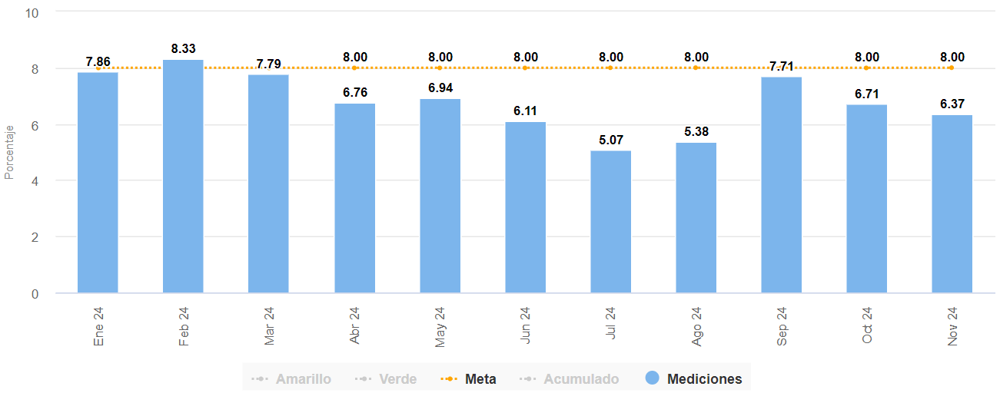 10
8
6
4
2
0
Porcentaje
7.86
8.33
7.79
8.00
8.00
8.00
8.00
8.00
7.71
8.00
8.00
6.76
6.94
6.11
5.07
5.38
6.71
6.37
Ene 24
Feb 24
Mar 24
Abr 24
May 24
Jun 24
Jul 24
Ago 24
Sep 24
Oct 24
Nov 24
Amarillo Verde Meta Acumulado Mediciones